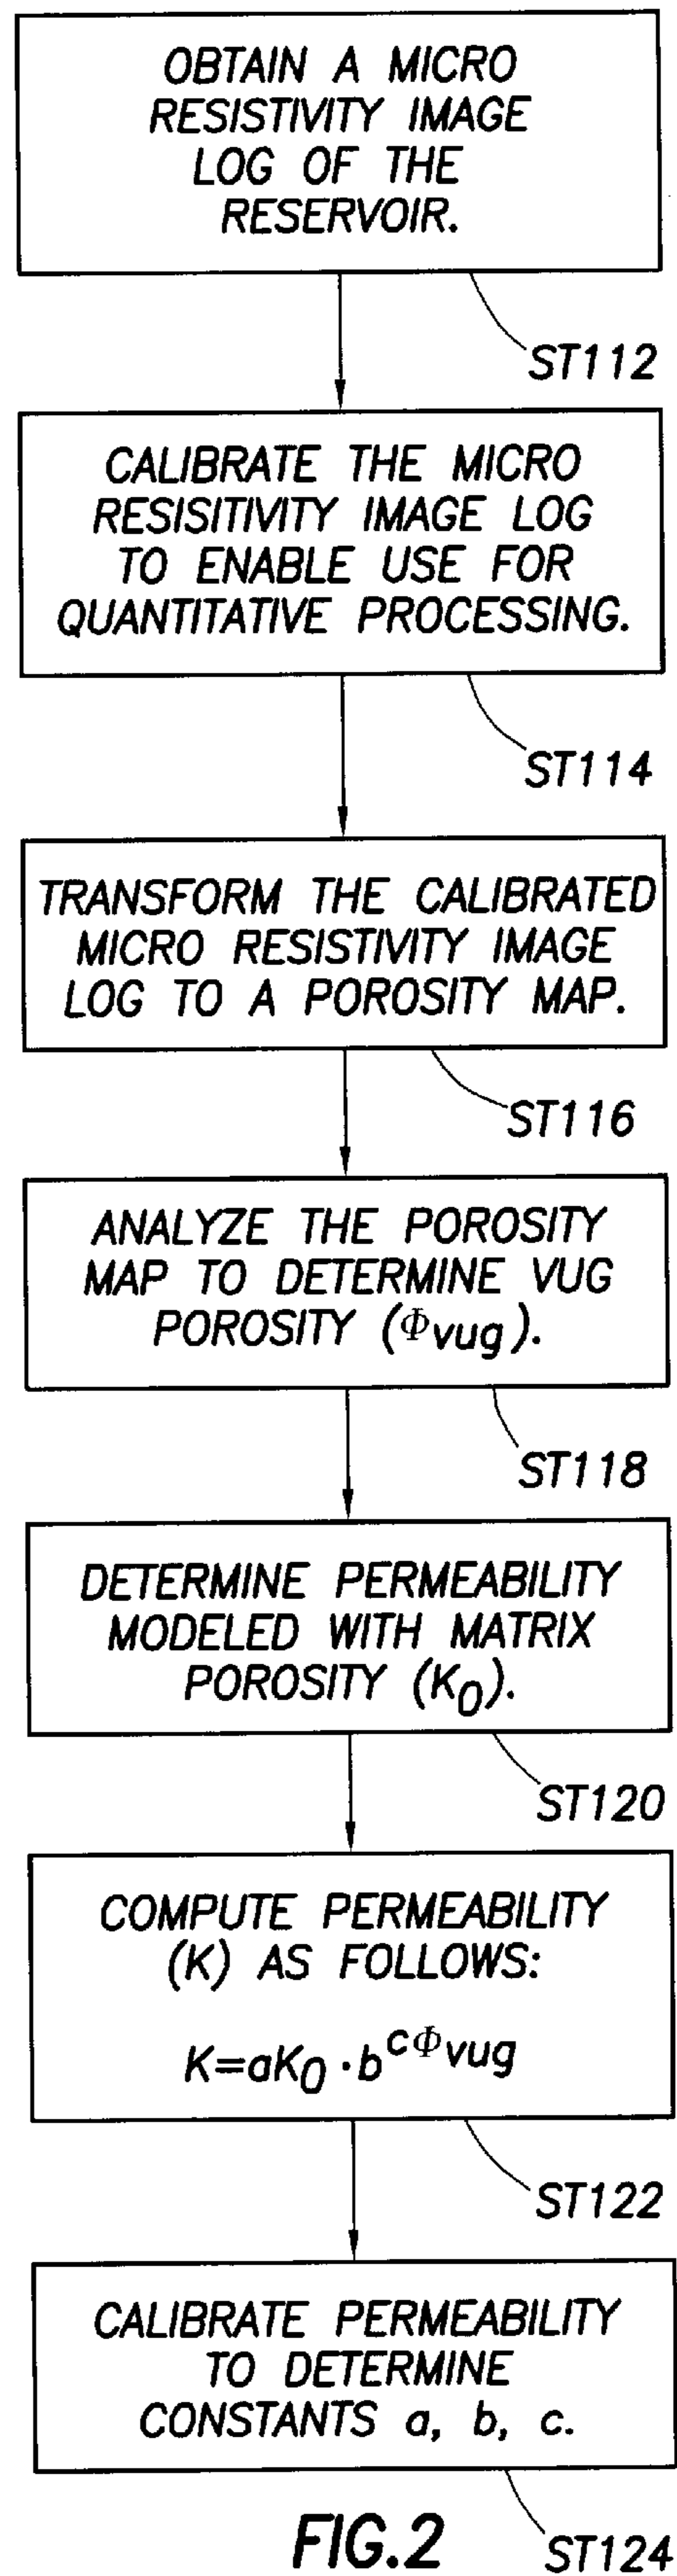 OBTAIN A MICRO
RESISTIVITY IMAGE
LOG OF THE
RESERVOIR.
ST112
CALIBRATE THE MICRO
RESISITIVITY IMAGE LOG
TO ENABLE USE FOR
QUANTITATIVE PROCESSING.
ST114
TRANSFORM THE CALIBRATED
MICRO RESISTIVITY IMAGE
LOG TO A POROSITY MAP.
ST116
ANALYZE THE POROSITY
MAP TO DETERMINE VUG
POROSITY (Φvug).
ST118
DETERMINE PERMEABILITY
MODELED WITH MATRIX
POROSITY (K0).
ST120
COMPUTE PERMEABILITY
(K) AS FOLLOWS:
K=aK0·b^cΦvug
ST122
CALIBRATE PERMEABILITY
TO DETERMINE
CONSTANTS a, b, c.
ST124
FIG.2